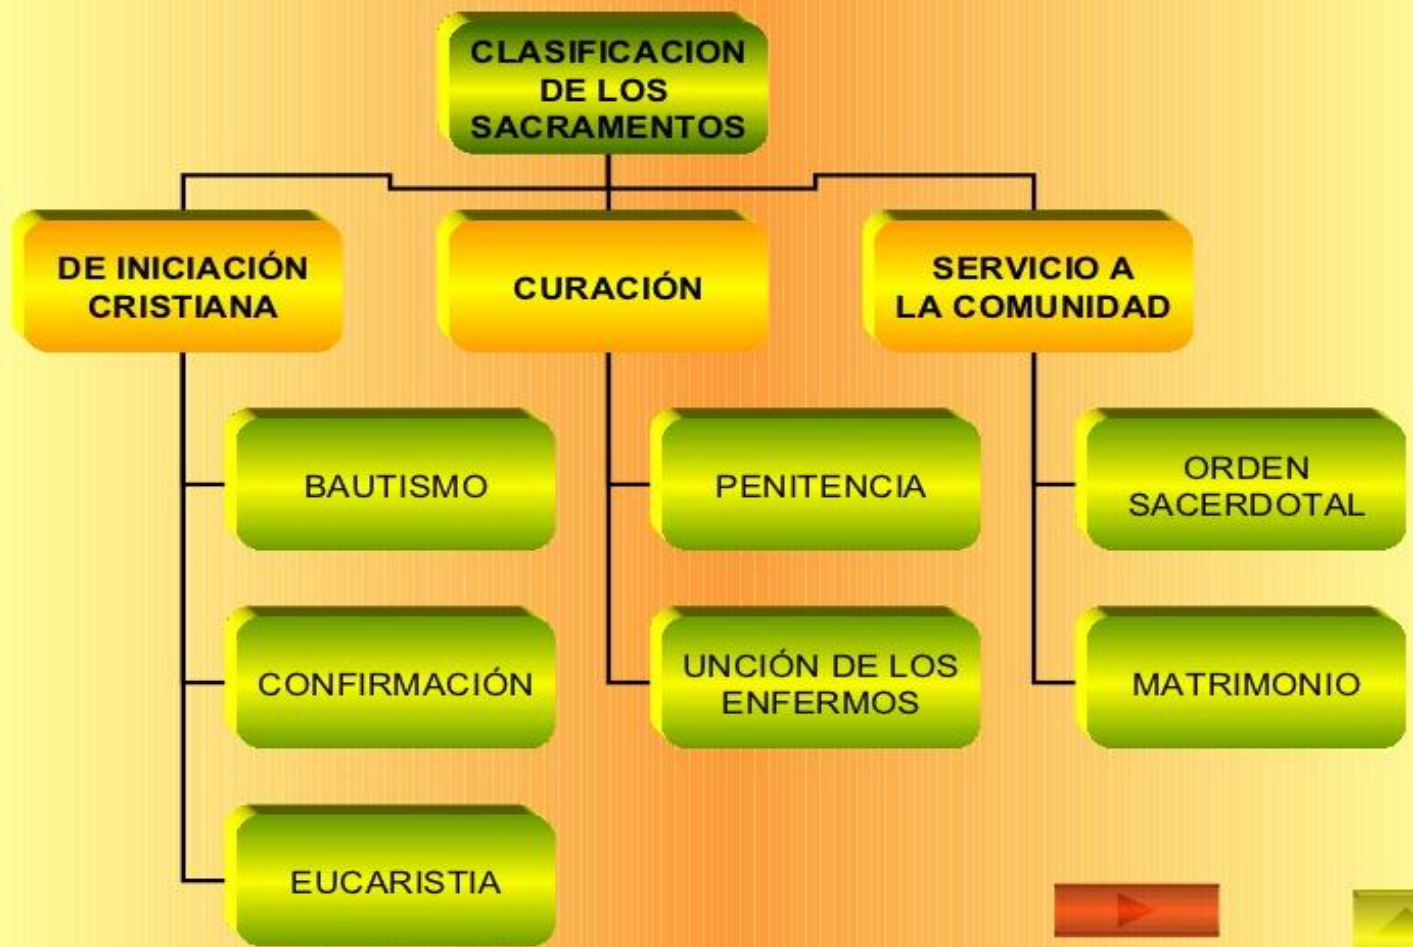 CLASIFICACION
DE LOS
SACRAMENTOS
DE INICIACIÓN
CRISTIANA
CURACIÓN
SERVICIO A
LA COMUNIDAD
BAUTISMO
CONFIRMACIÓN
EUCARISTIA
PENITENCIA
UNCIÓN DE LOS
ENFERMOS
ORDEN
SACERDOTAL
MATRIMONIO